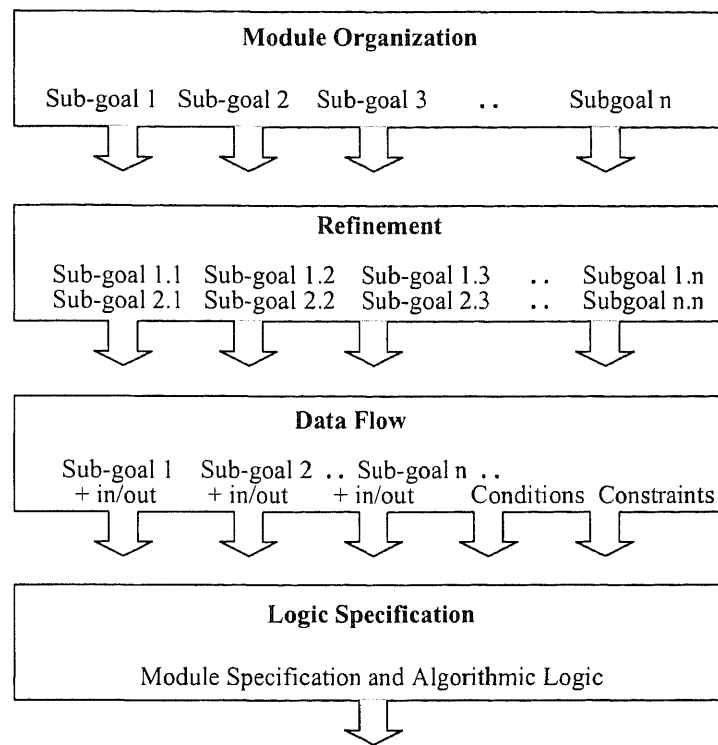 Module Organization
Sub-goal 1 Sub-goal 2 Sub-goal 3 .. Subgoal n
Refinement
Sub-goal 1.1 Sub-goal 1.2 Sub-goal 1.3 .. Subgoal 1.n
Sub-goal 2.1 Sub-goal 2.2 Sub-goal 2.3 .. Subgoal n.n
Data Flow
Sub-goal 1 Sub-goal 2 .. Sub-goal n ..
+ in/out + in/out + in/out Conditions Constraints
Logic Specification
Module Specification and Algorithmic Logic